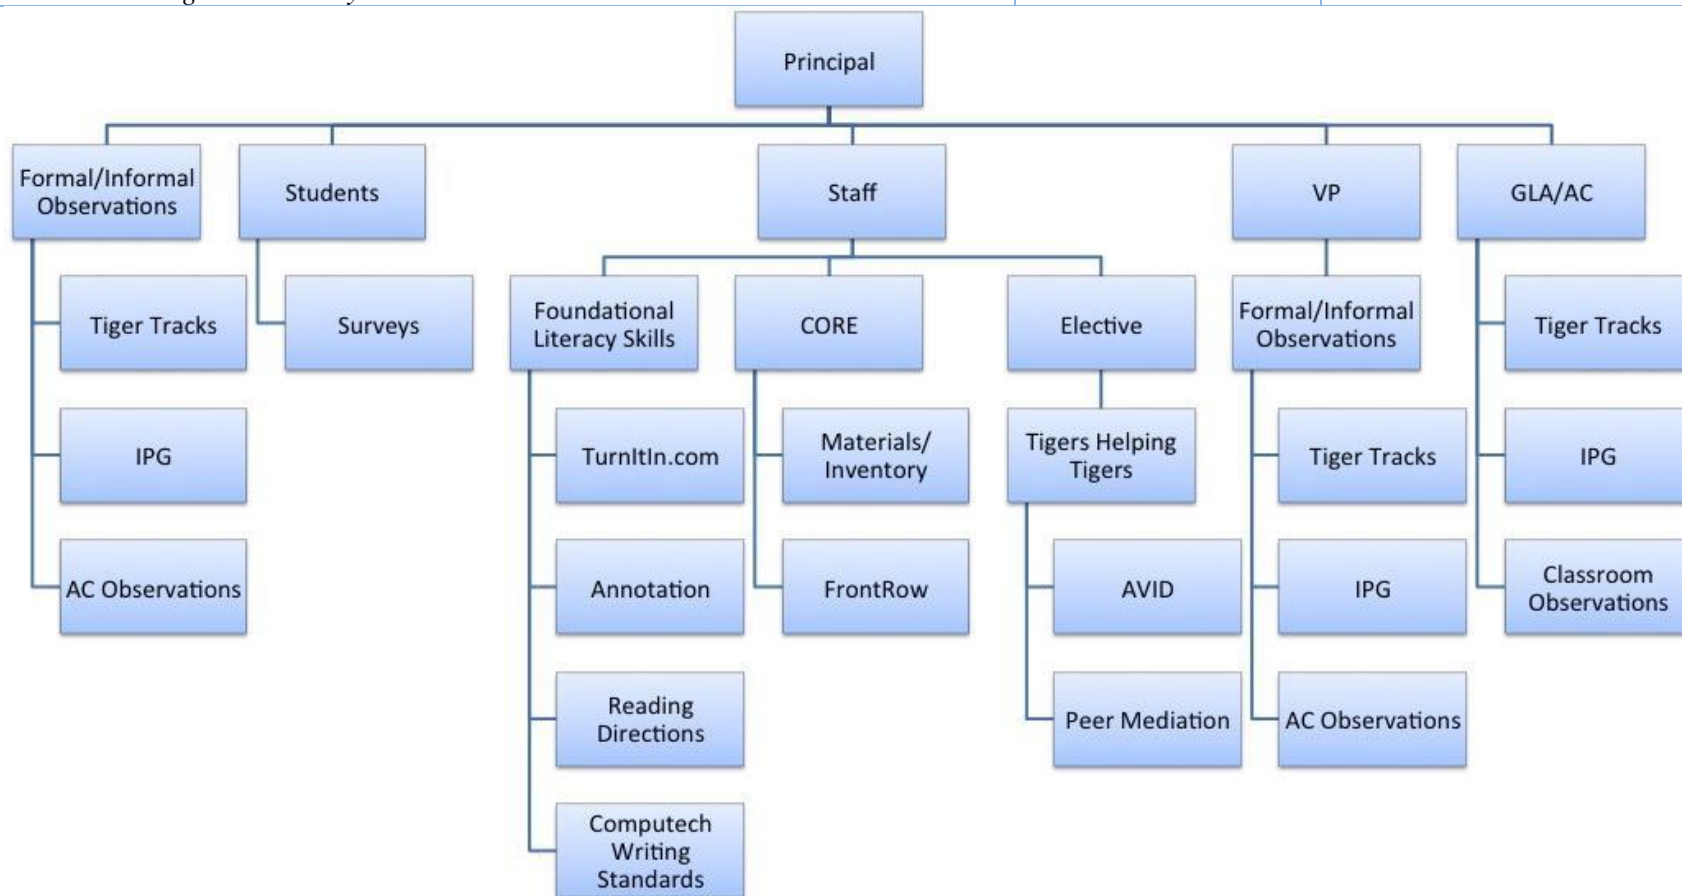 Principal
Formal/Informal
Observations
Students
Staff
VP
GLA/AC
Tiger Tracks
Surveys
Foundational
Literacy Skills
CORE
Elective
Formal/Informal
Observations
Tiger Tracks
IPG
TurnItIn.com
Materials/
Inventory
Tigers Helping
Tigers
Tiger Tracks
IPG
AC Observations
Annotation
FrontRow
AVID
IPG
Classroom
Observations
Reading
Directions
Peer Mediation
AC Observations
Computech
Writing
Standards